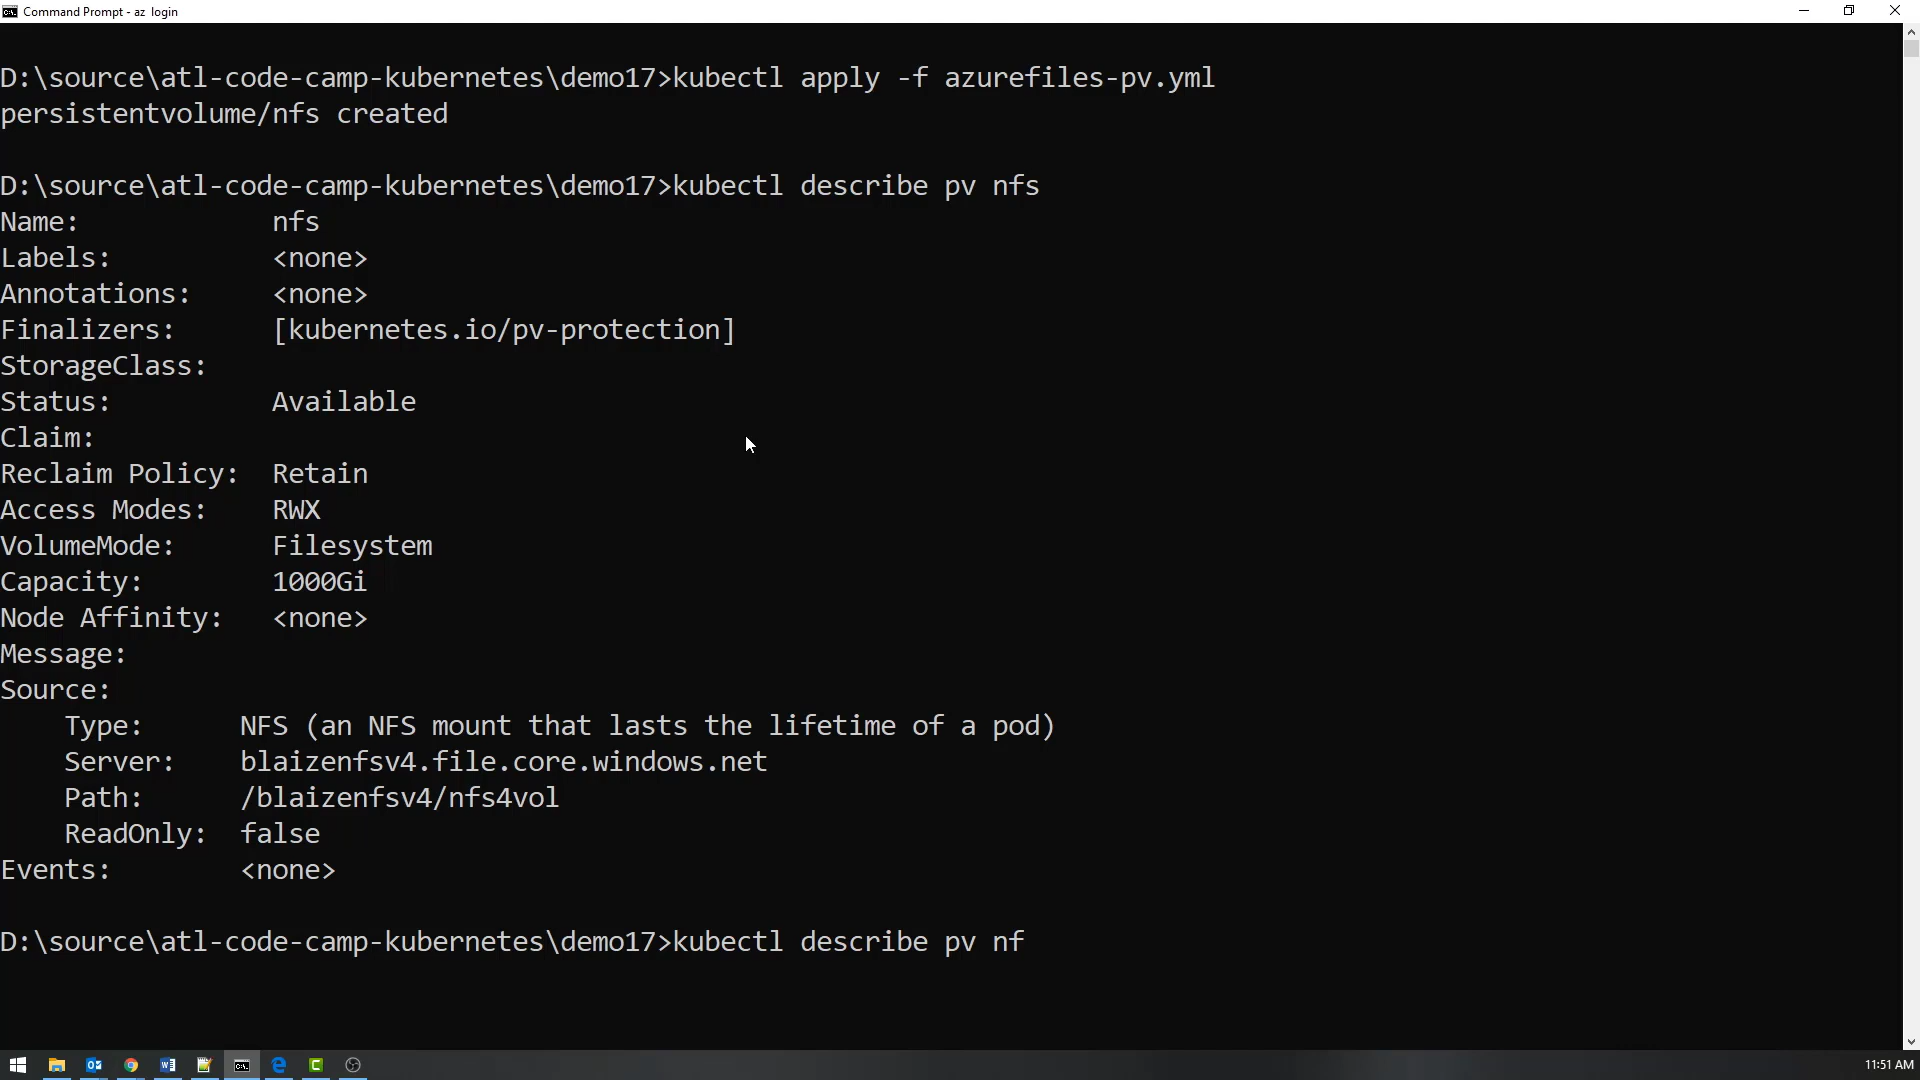 Command Prompt - az  login
D:\source\atl-code-camp-kubernetes\demo17>kubectl apply -f azurefiles-pv.yml
persistentvolume/nfs created
D:\source\atl-code-camp-kubernetes\demo17>kubectl describe pv nfs
Name:            nfs
Labels:          <none>
Annotations:     <none>
Finalizers:      [kubernetes.io/pv-protection]
StorageClass:
Status:          Available
Claim:
Reclaim Policy:  Retain
Access Modes:    RWX
VolumeMode:      Filesystem
Capacity:        1000Gi
Node Affinity:   <none>
Message:
Source:
    Type:      NFS (an NFS mount that lasts the lifetime of a pod)
    Server:    blaizenfsv4.file.core.windows.net
    Path:      /blaizenfsv4/nfs4vol
    ReadOnly:  false
Events:        <none>
D:\source\atl-code-camp-kubernetes\demo17>kubectl describe pv nf
11:51 AM